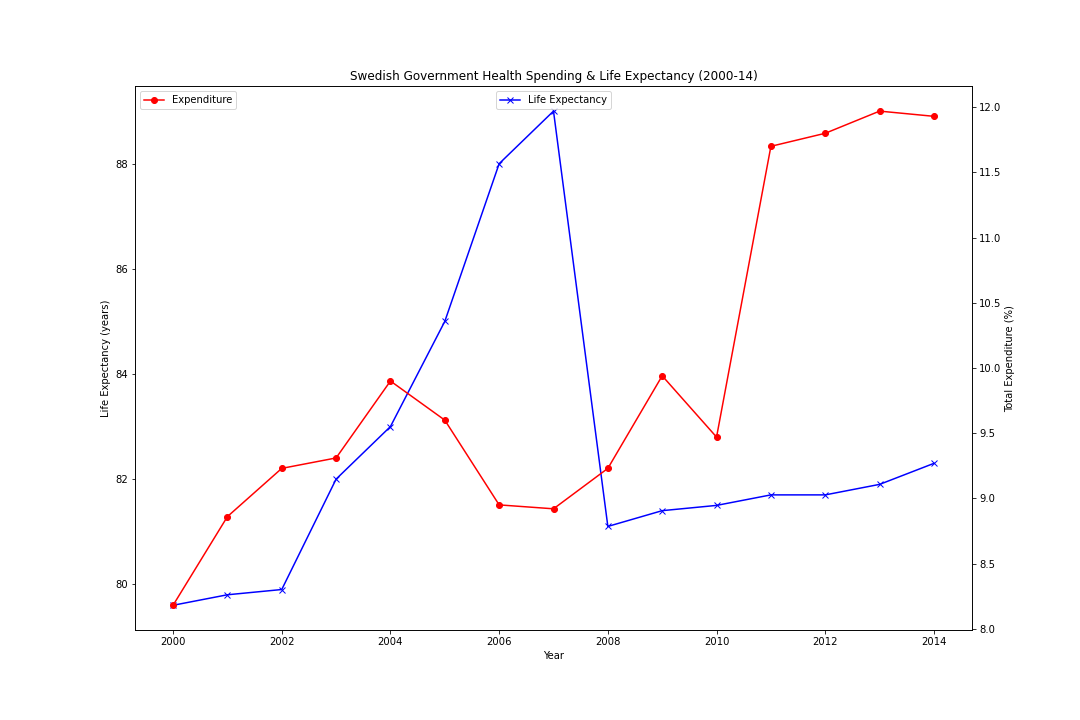 Swedish Government Health Spending & Life Expectancy (2000-14)
Expenditure
Life Expectancy
Life Expectancy (years)
88
86
84
82
80
12.0
11.5
11.0
10.5
10.0
9.5
9.0
8.5
8.0
Total Expenditure (%)
2000 2002 2004 2006 2008 2010 2012 2014
Year